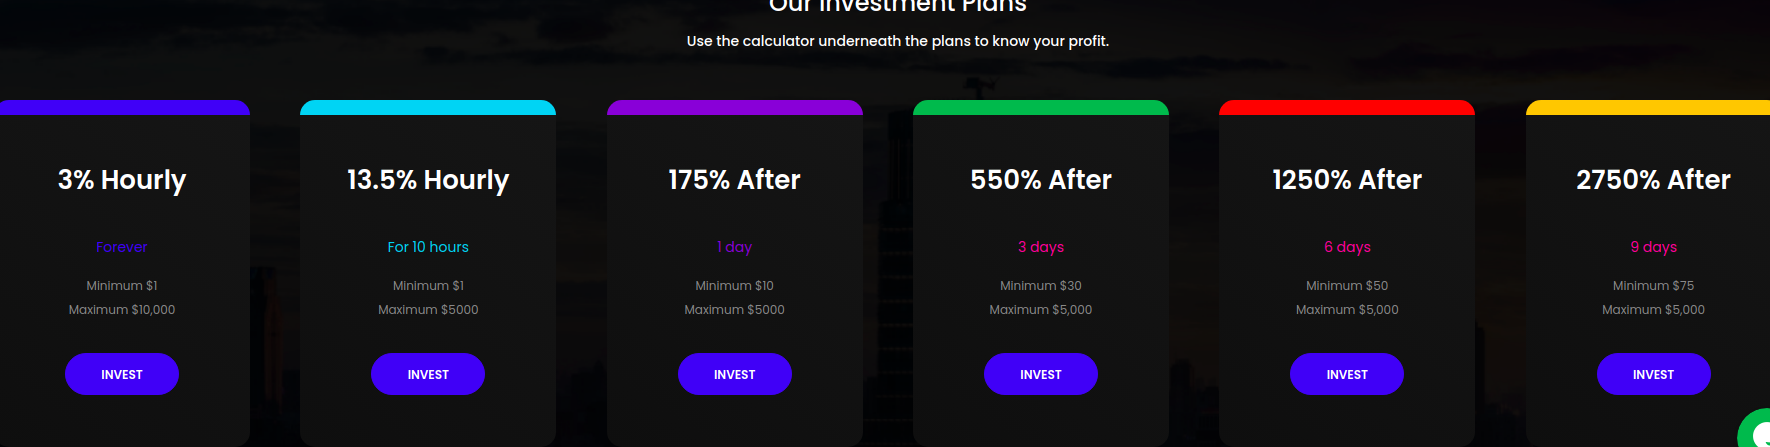 Our Investment Plans
Use the calculator underneath the plans to know your profit.
3% Hourly
Forever
Minimum $1
Maximum $10,000
INVEST
13.5% Hourly
For 10 hours
Minimum $1
Maximum $5000
INVEST
175% After
1 day
Minimum $10
Maximum $5000
INVEST
550% After
3 days
Minimum $30
Maximum $5,000
INVEST
1250% After
6 days
Minimum $50
Maximum $5,000
INVEST
2750% After
9 days
Minimum $75
Maximum $5,000
INVEST